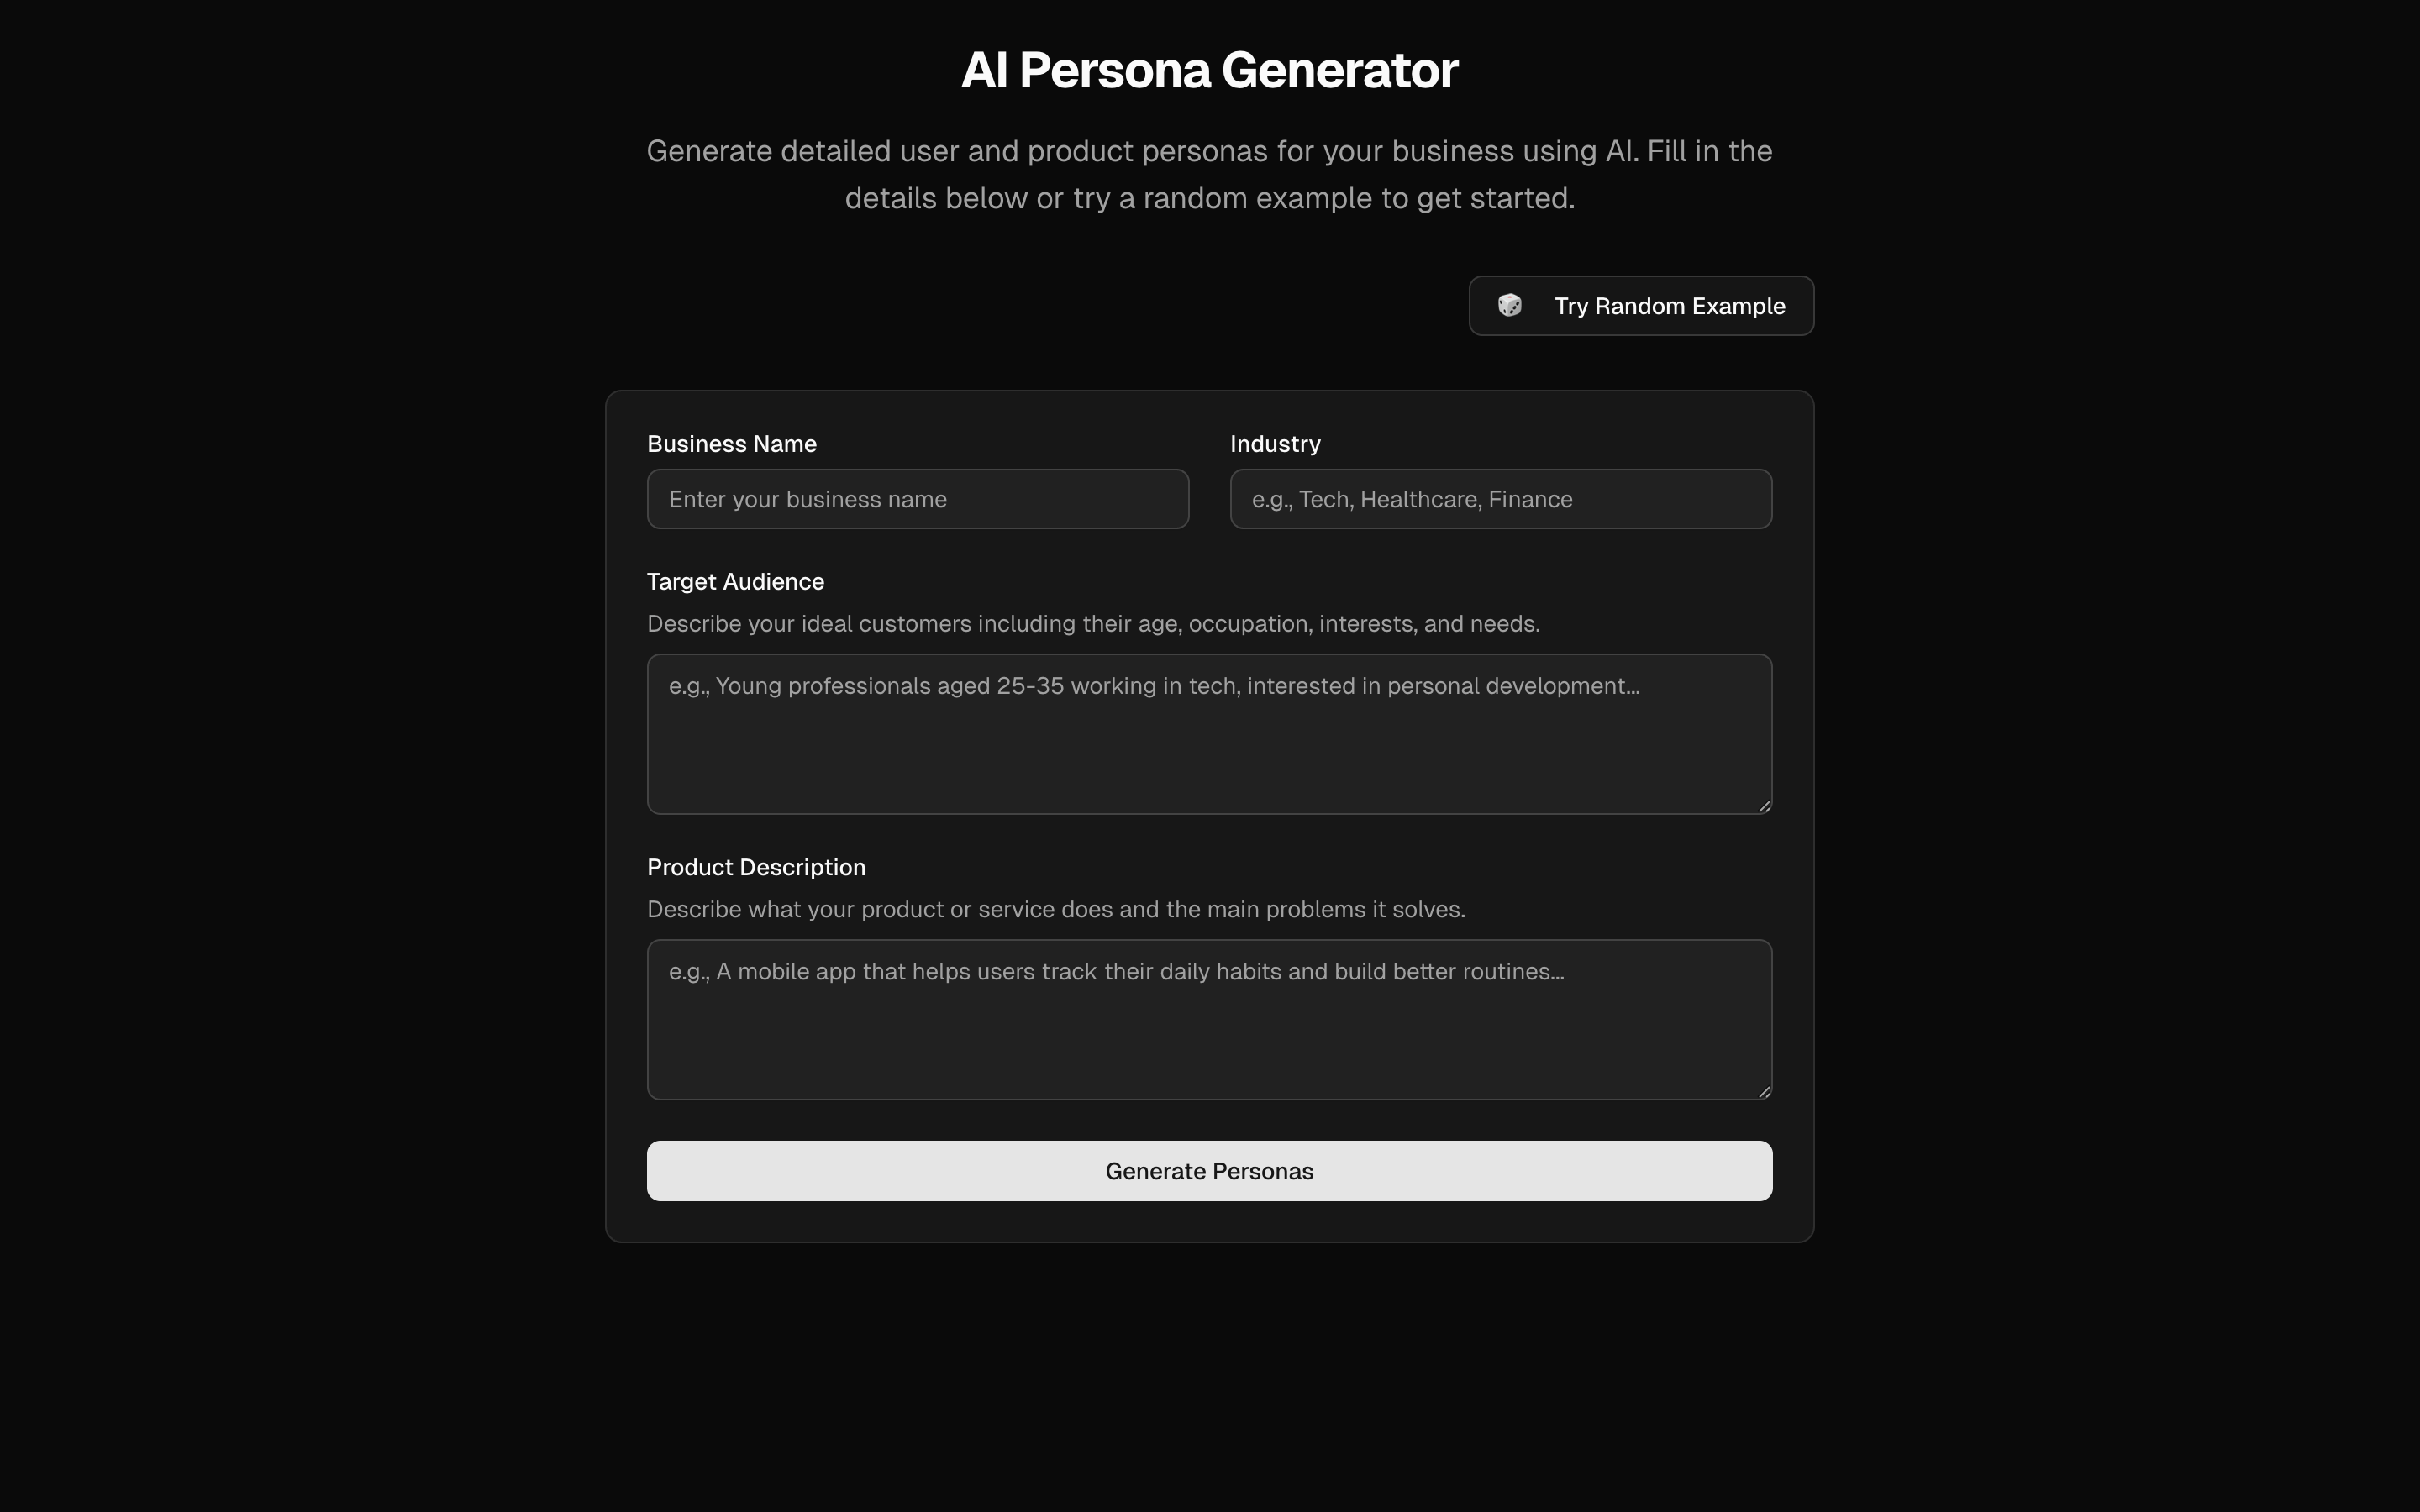 AI Persona Generator
Generate detailed user and product personas for your business using AI. Fill in the
details below or try a random example to get started.
Try Random Example
Business Name
Enter your business name
Industry
e.g., Tech, Healthcare, Finance
Target Audience
Describe your ideal customers including their age, occupation, interests, and needs.
e.g., Young professionals aged 25-35 working in tech, interested in personal development...
Product Description
Describe what your product or service does and the main problems it solves.
e.g., A mobile app that helps users track their daily habits and build better routines...
Generate Personas